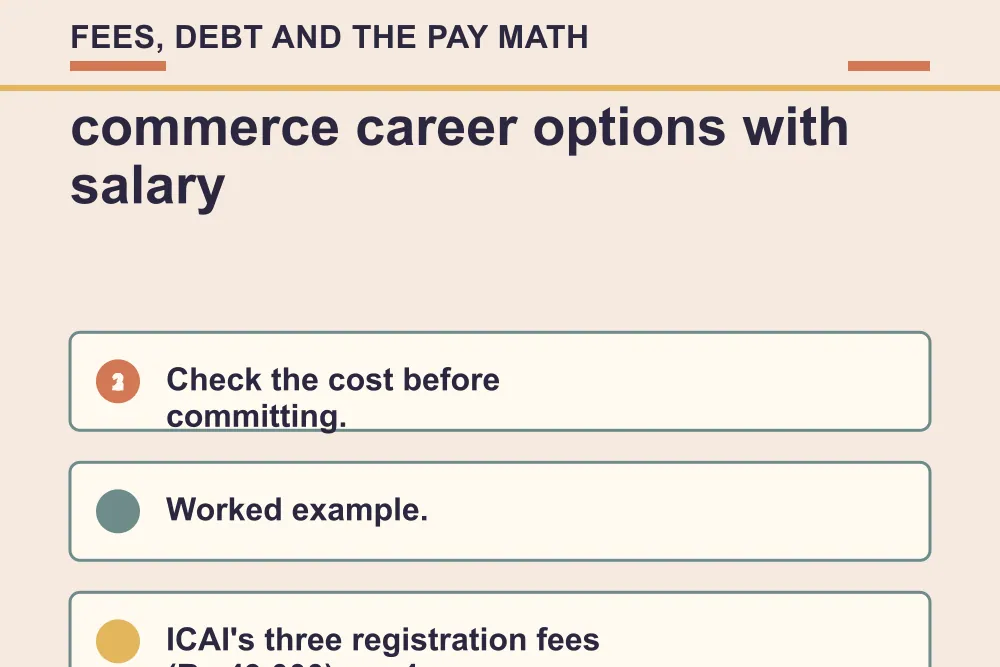 FEES, DEBT AND THE PAY MATH
commerce career options with
salary
Check the cost before
committing.
Worked example.
ICAI's three registration fees